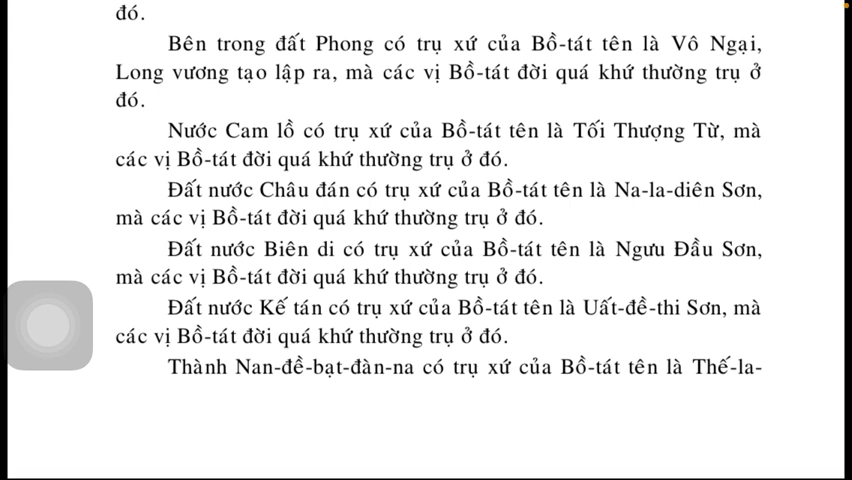 đó.
Bên trong đất Phong có trụ xứ của Bồ-tát tên là Vô Ngại,
Long vương tạo lập ra, mà các vị Bồ-tát đời quá khứ thường trụ ở
đó.
Nước Cam lồ có trụ xứ của Bồ-tát tên là Tối Thượng Từ, mà
các vị Bồ-tát đời quá khứ thường trụ ở đó.
Đất nước Châu đán có trụ xứ của Bồ-tát tên là Na-la-diên Sơn,
mà các vị Bồ-tát đời quá khứ thường trụ ở đó.
Đất nước Biên di có trụ xứ của Bồ-tát tên là Ngưu Đầu Sơn,
mà các vị Bồ-tát đời quá khứ thường trụ ở đó.
Đất nước Kế tán có trụ xứ của Bồ-tát tên là Uất-đề-thi Sơn, mà
các vị Bồ-tát đời quá khứ thường trụ ở đó.
Thành Nan-đề-bạt-đàn-na có trụ xứ của Bồ-tát tên là Thế-la-